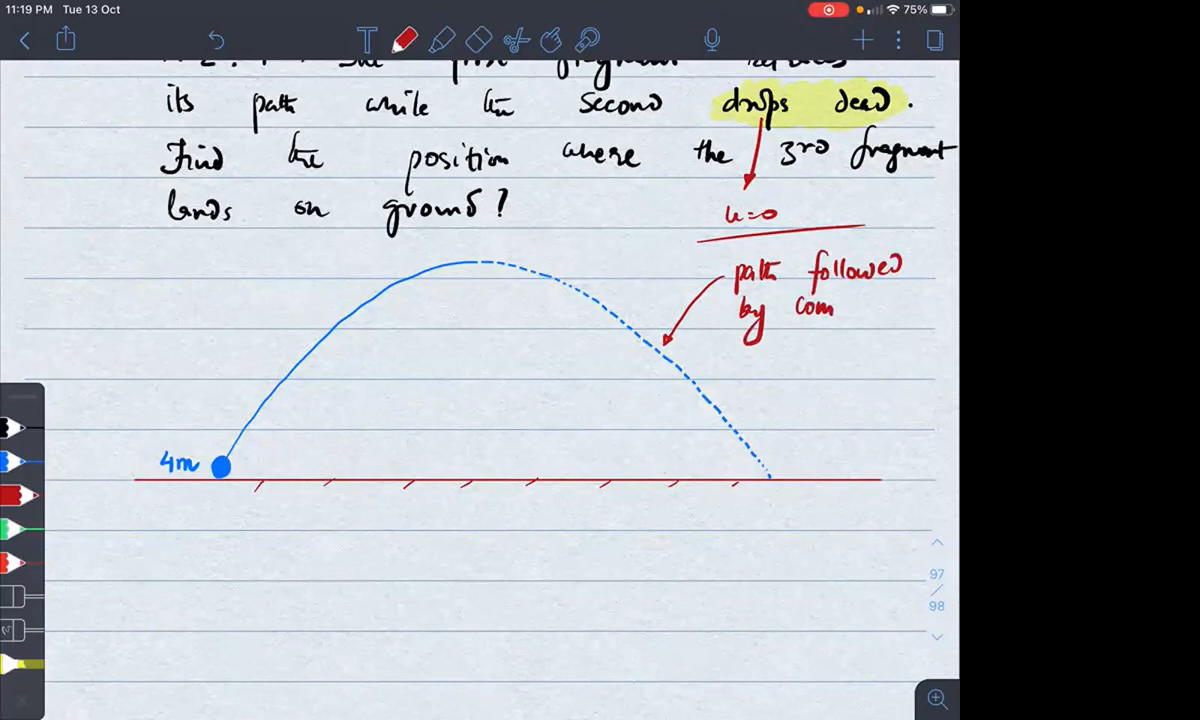 11:19 PM Tue 13 Oct
75%
T
its path while the second drops dead.
Find the position where the 3rd fragment
lands on ground?
u=0
path followed
by com
4m
97
98